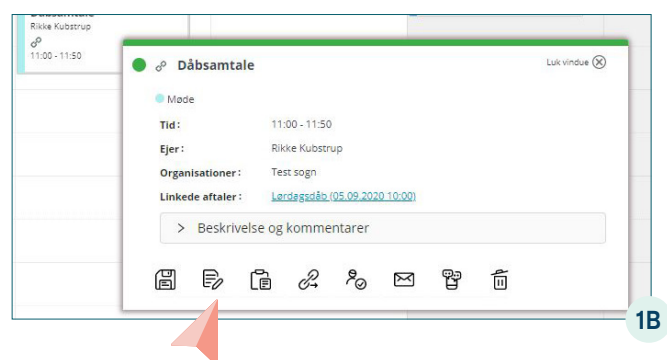 Dåbsamtale
Rikke Kubstrup
11:00 - 11:50
Dåbsamtale
Luk vindue
Møde
Tid: 11:00 - 11:50
Ejer: Rikke Kubstrup
Organisationer: Test sogn
Linkede aftaler: Lørdagsdåb (05.09.2020 10:00)
> Beskrivelse og kommentarer
1B